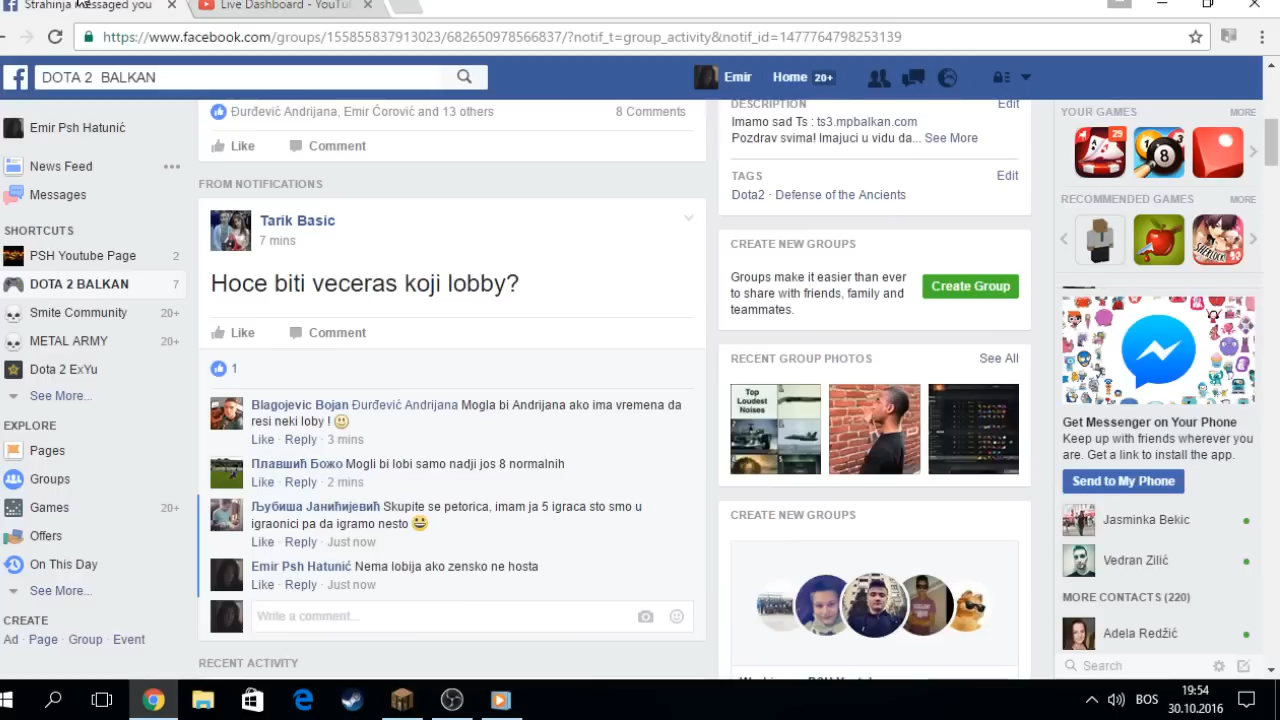 Strahinja messaged you
Live Dashboard - YouTu
https://www.facebook.com/groups/155855837913023/682650978566837/?notif_t=group_activity&notif_id=1477764798253139
DOTA 2 BALKAN
Emir
Home 20+
Emir Psh Hatunić
News Feed
Messages
SHORTCUTS
PSH Youtube Page 2
DOTA 2 BALKAN 7
Smite Community 20+
METAL ARMY 20+
Dota 2 ExYu
See More...
EXPLORE
Pages
Groups
Games 20+
Offers
On This Day
See More...
CREATE
Ad · Page · Group · Event
Đurđević Andrijana, Emir Ćorović and 13 others
8 Comments
Like Comment
FROM NOTIFICATIONS
Tarik Basic
7 mins
Hoce biti veceras koji lobby?
Like Comment
1
Blagojevic Bojan Đurđević Andrijana Mogla bi Andrijana ako ima vremena da
resi neki loby !
Like · Reply · 3 mins
Плавшић Божо Mogli bi lobi samo nadji jos 8 normalnih
Like · Reply · 2 mins
Љубиша Јанићијевић Skupite se petorica, imam ja 5 igraca sto smo u
igraonici pa da igramo nesto
Like · Reply · Just now
Emir Psh Hatunić Nema lobija ako zensko ne hosta
Like · Reply · Just now
Write a comment...
RECENT ACTIVITY
DESCRIPTION Edit
Imamo sad Ts : ts3.mpbalkan.com
Pozdrav svima! Imajuci u vidu da... See More
TAGS Edit
Dota2 · Defense of the Ancients
CREATE NEW GROUPS
Groups make it easier than ever
to share with friends, family and
teammates.
Create Group
RECENT GROUP PHOTOS See All
Top
Loudest
Noises
CREATE NEW GROUPS
YOUR GAMES MORE
29
8
RECOMMENDED GAMES MORE
SHERLOCK
Get Messenger on Your Phone
Keep up with friends wherever you
are. Get a link to install the app.
Send to My Phone
Jasminka Bekic
Vedran Zilić
MORE CONTACTS (220)
Adela Redžić
Search
BOS
19:54
30.10.2016